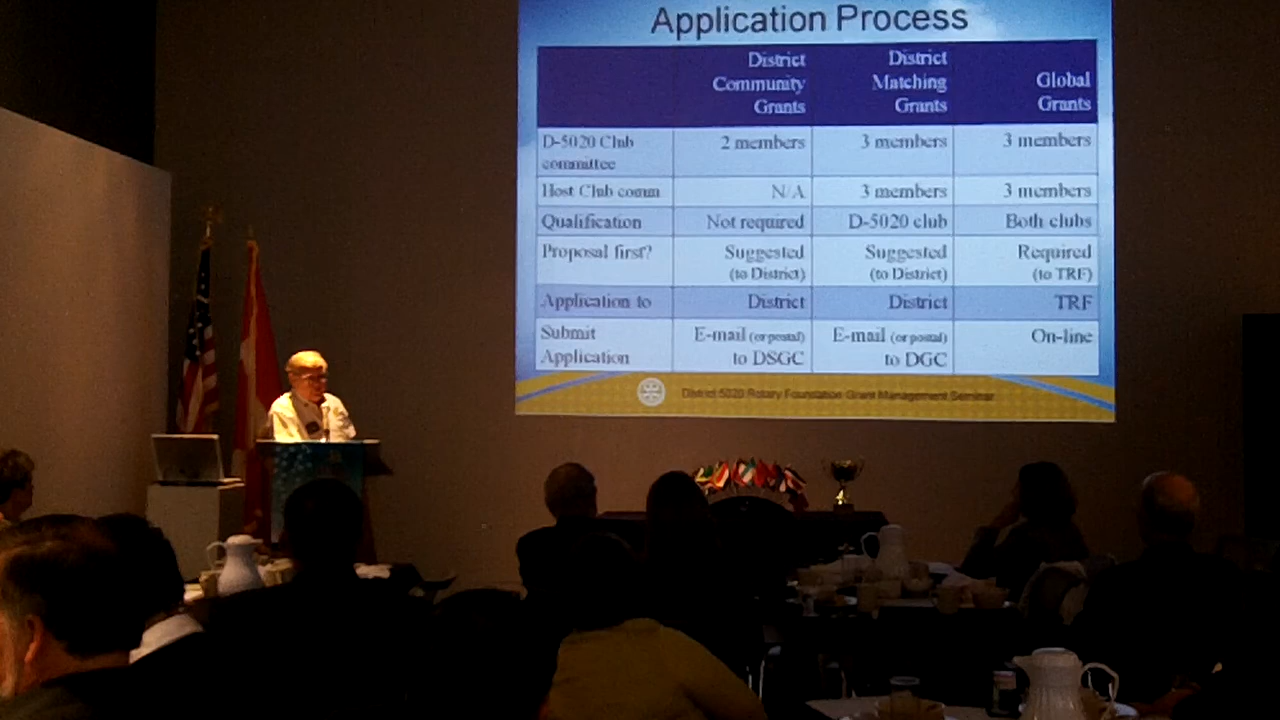 Application Process
District Community Grants District Matching Grants Global Grants
D-5020 Club committee 2 members 3 members 3 members
Host Club comm N/A 3 members 3 members
Qualification Not required D-5020 club Both clubs
Proposal first? Suggested (to District) Suggested (to District) Required (to TRF)
Application to District District TRF
Submit Application E-mail (or postal) to DSGC E-mail (or postal) to DGC On-line
District 5020 Rotary Foundation Grant Management Seminar